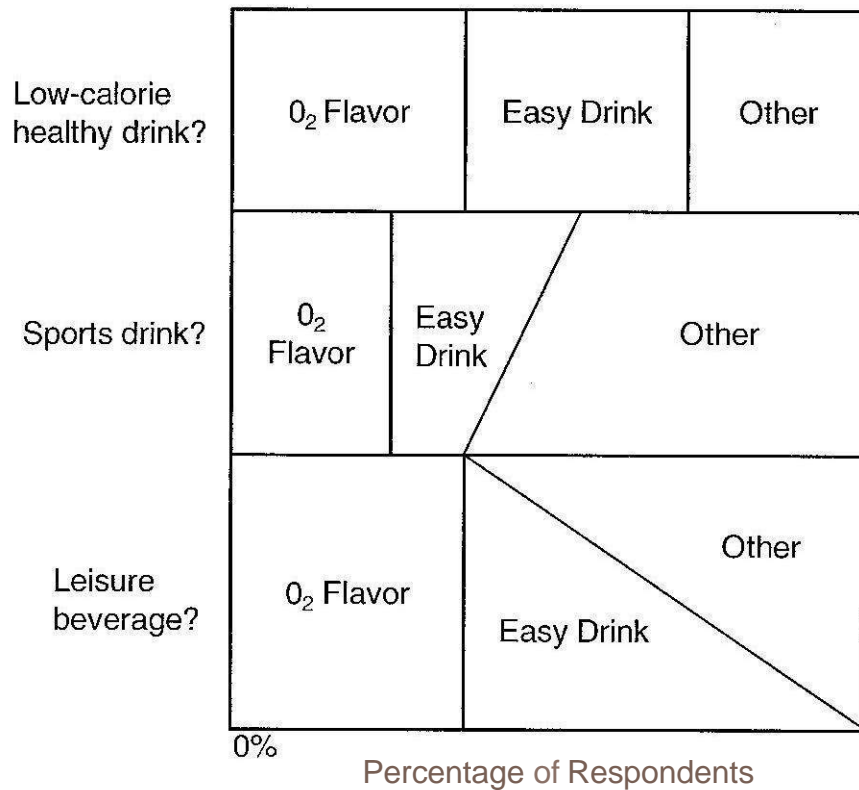 Low-calorie
healthy drink?
0₂ Flavor
Easy Drink
Other
Sports drink?
0₂
Flavor
Easy
Drink
Other
Leisure
beverage?
0₂ Flavor
Easy Drink
Other
0%
Percentage of Respondents